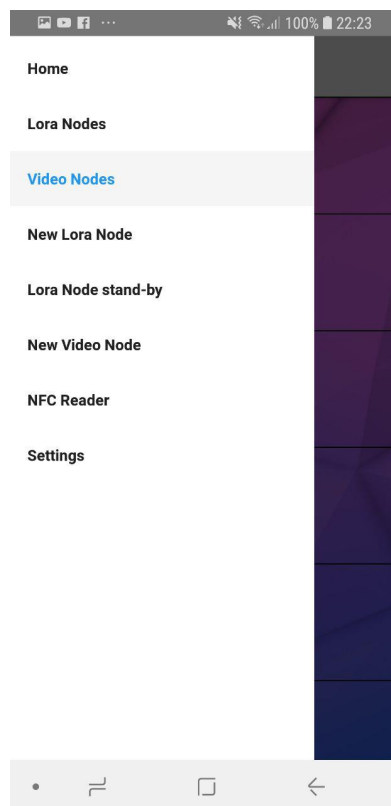 100% 22:23
Home
Lora Nodes
Video Nodes
New Lora Node
Lora Node stand-by
New Video Node
NFC Reader
Settings